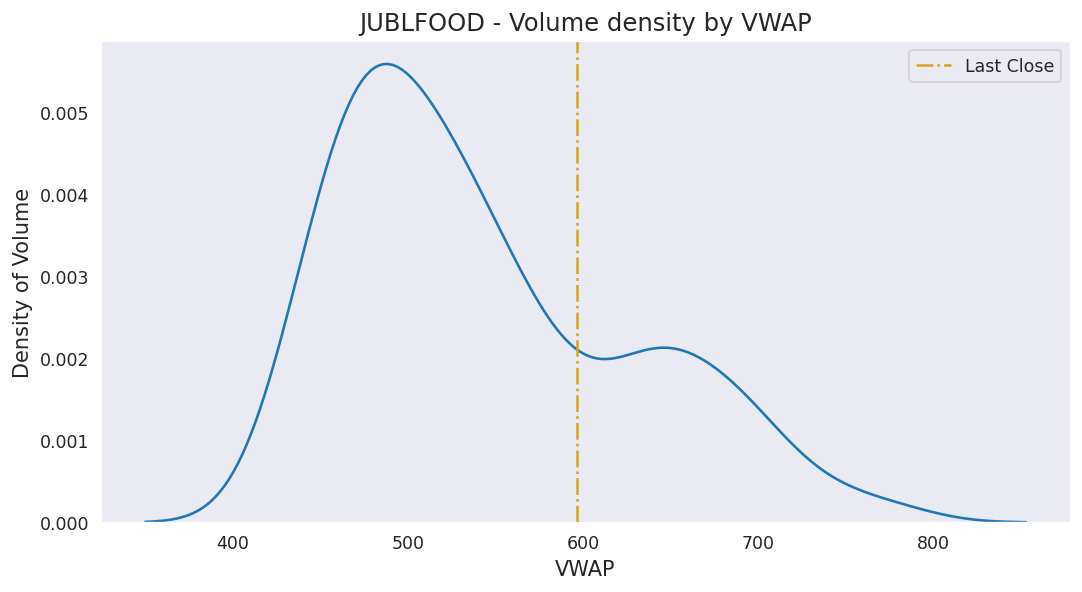 JUBLFOOD - Volume density by VWAP
Last Close
Density of Volume
0.005
0.004
0.003
0.002
0.001
0.000
400 500 600 700 800
VWAP